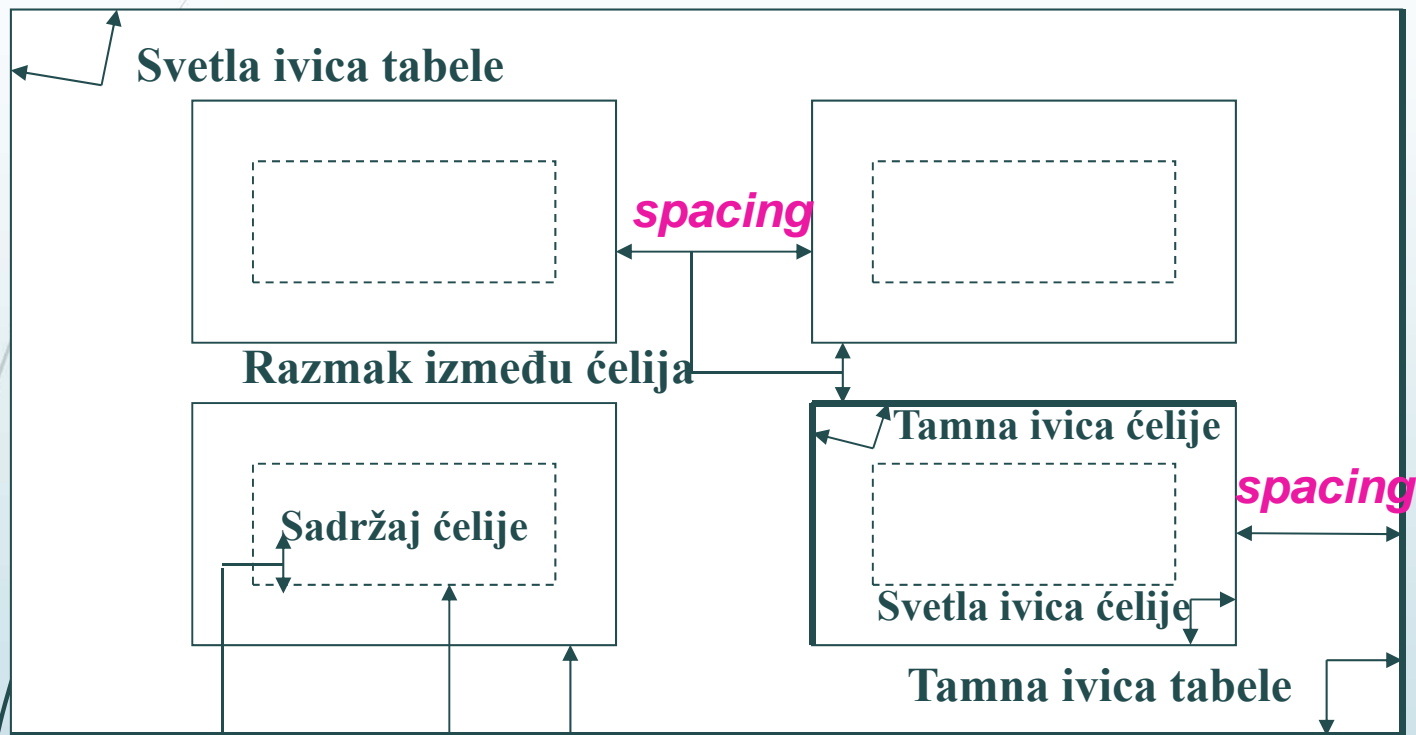 Svetla ivica tabele
spacing
Razmak između ćelija
Tamna ivica ćelije
spacing
Sadržaj ćelije
Svetla ivica ćelije
Tamna ivica tabele